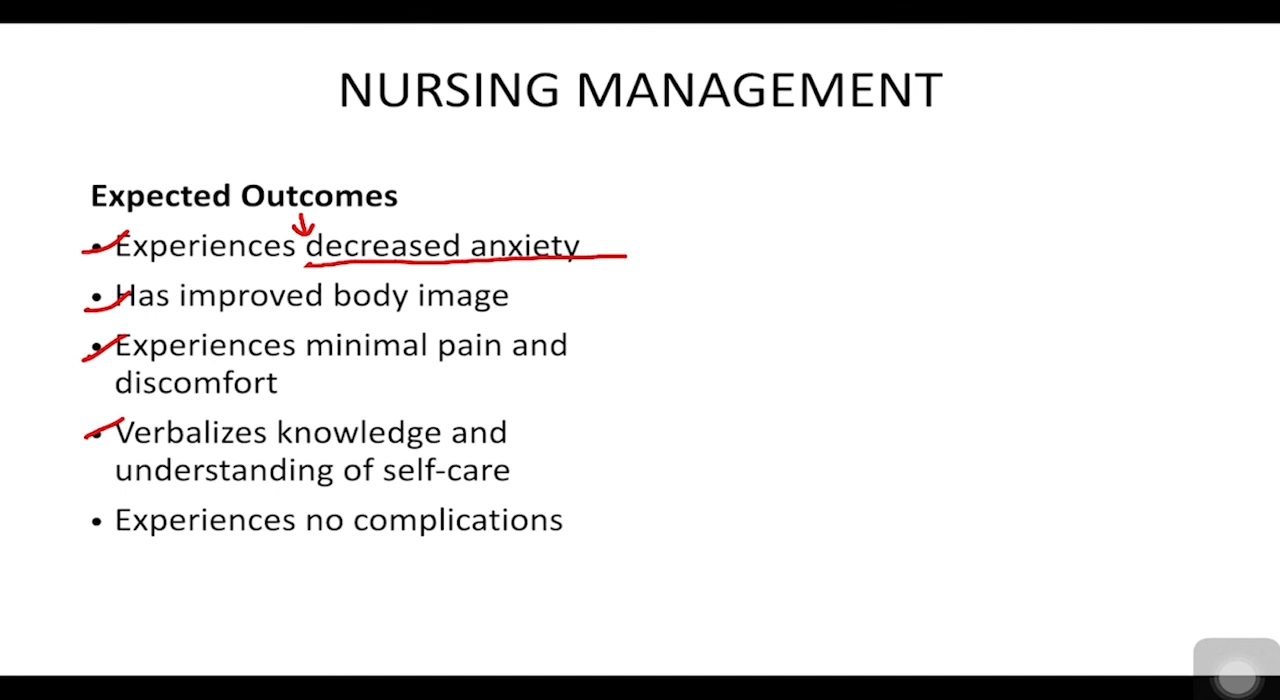 NURSING MANAGEMENT
Expected Outcomes
• Experiences decreased anxiety
• Has improved body image
• Experiences minimal pain and
discomfort
• Verbalizes knowledge and
understanding of self-care
• Experiences no complications